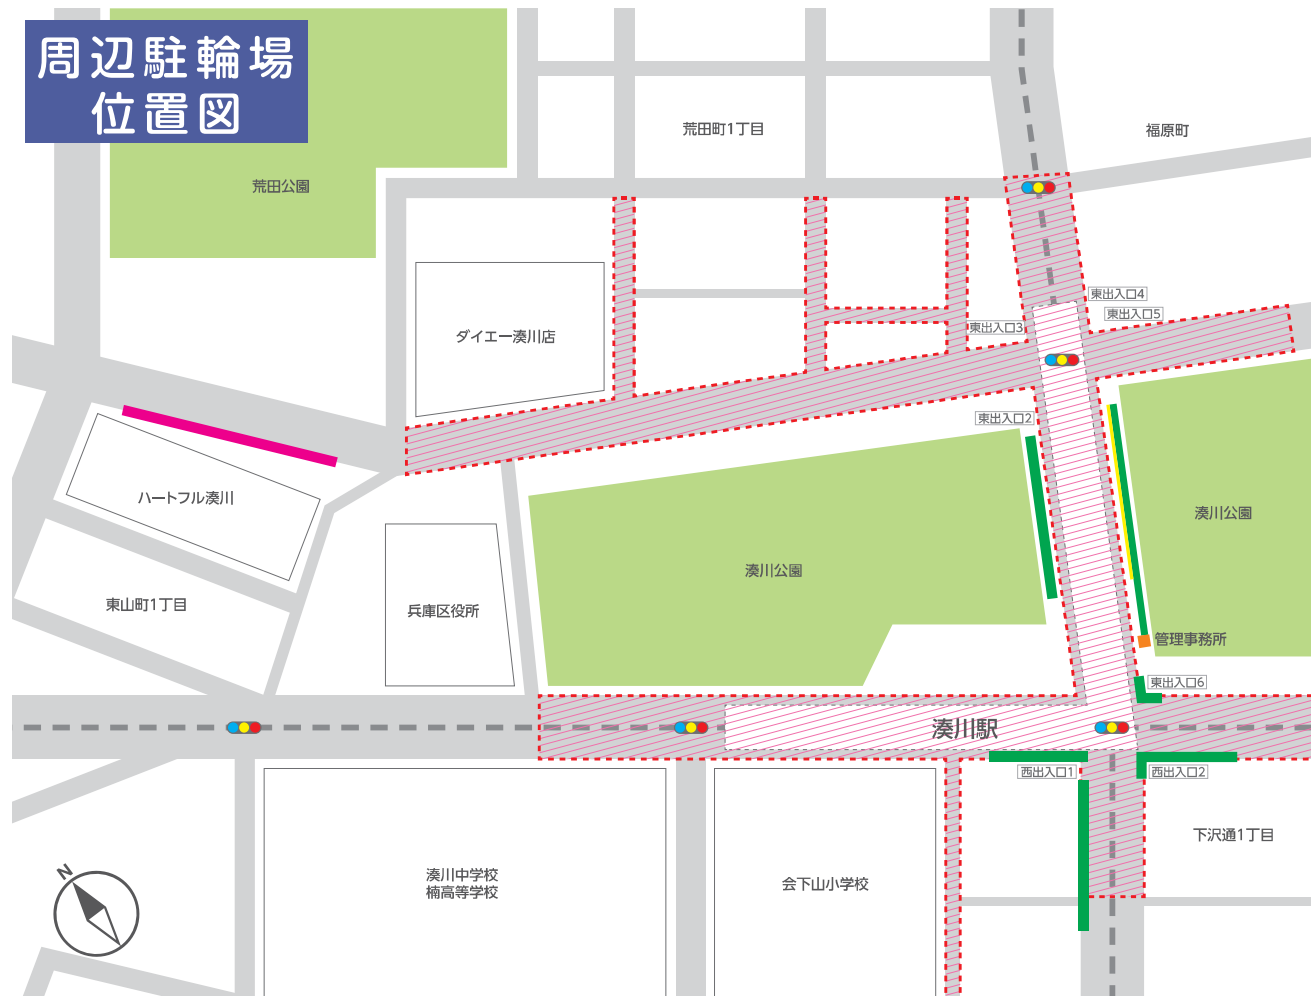 周辺駐輪場
位置図
荒田町1丁目
福原町
荒田公園
東出入口4
東出入口5
東出入口3
ダイエー湊川店
東出入口2
ハートフル湊川
湊川公園
湊川公園
東山町1丁目
兵庫区役所
管理事務所
東出入口6
湊川駅
西出入口1
西出入口2
下沢通1丁目
湊川中学校
楠高等学校
会下山小学校
N